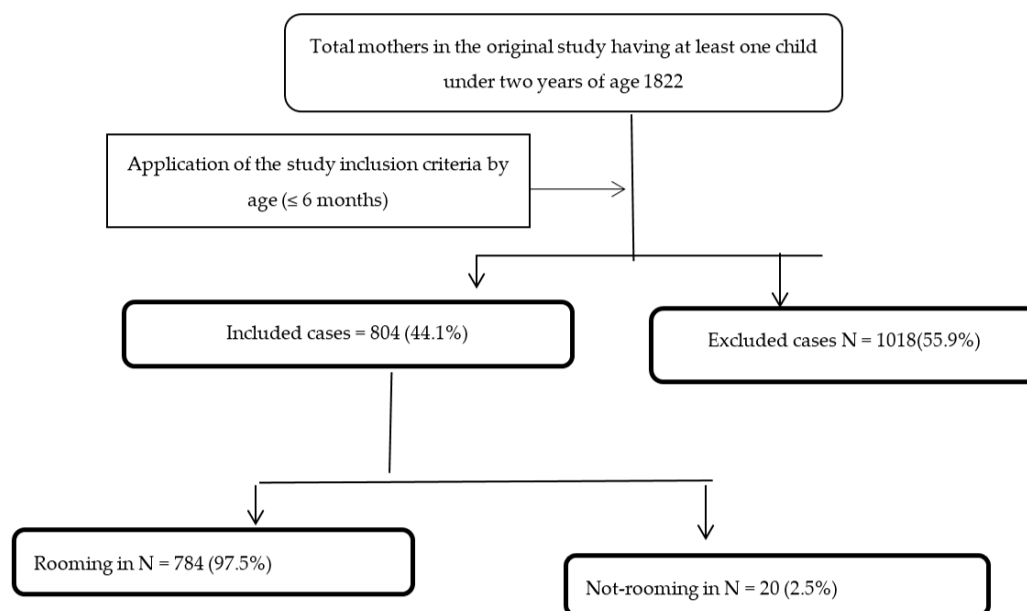 Total mothers in the original study having at least one child
under two years of age 1822
Application of the study inclusion criteria by
age (≤ 6 months)
Included cases = 804 (44.1%)
Excluded cases N = 1018(55.9%)
Rooming in N = 784 (97.5%)
Not-rooming in N = 20 (2.5%)